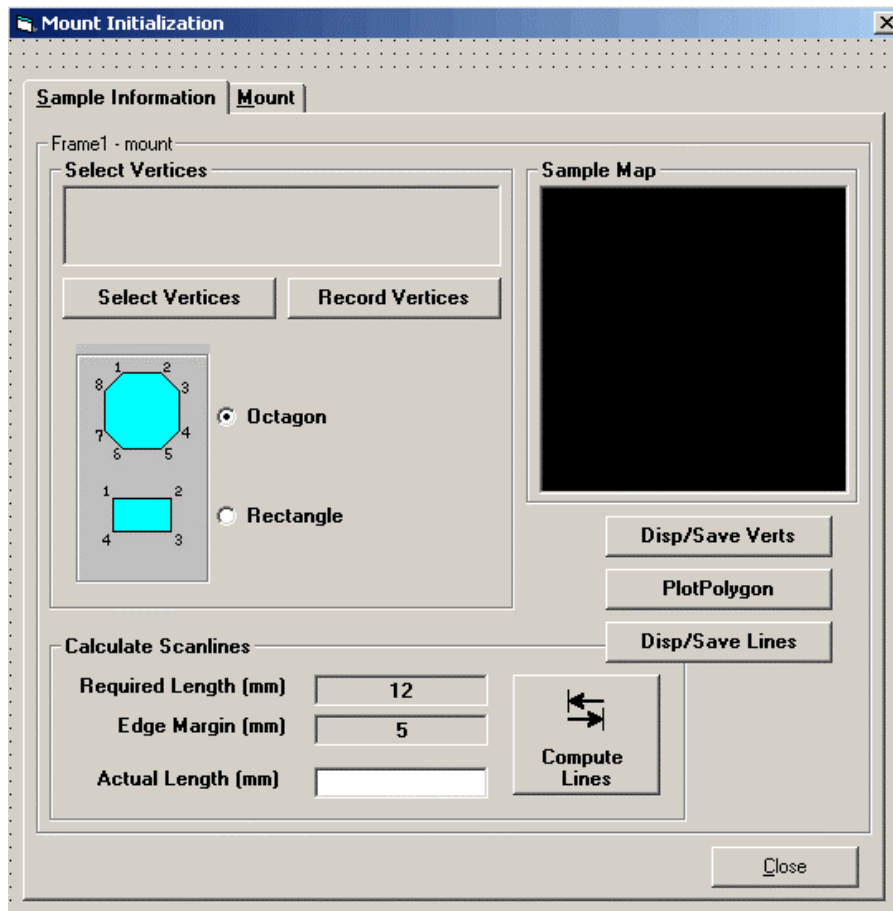 Mount Initialization
Sample Information
Mount
Frame1 - mount
Select Vertices
Sample Map
Select Vertices
Record Vertices
1 2
8 3
7 4
6 5
Octagon
1 2
4 3
Rectangle
Disp/Save Verts
PlotPolygon
Disp/Save Lines
Calculate Scanlines
Required Length (mm) 12
Edge Margin (mm) 5
Actual Length (mm)
Compute
Lines
Close